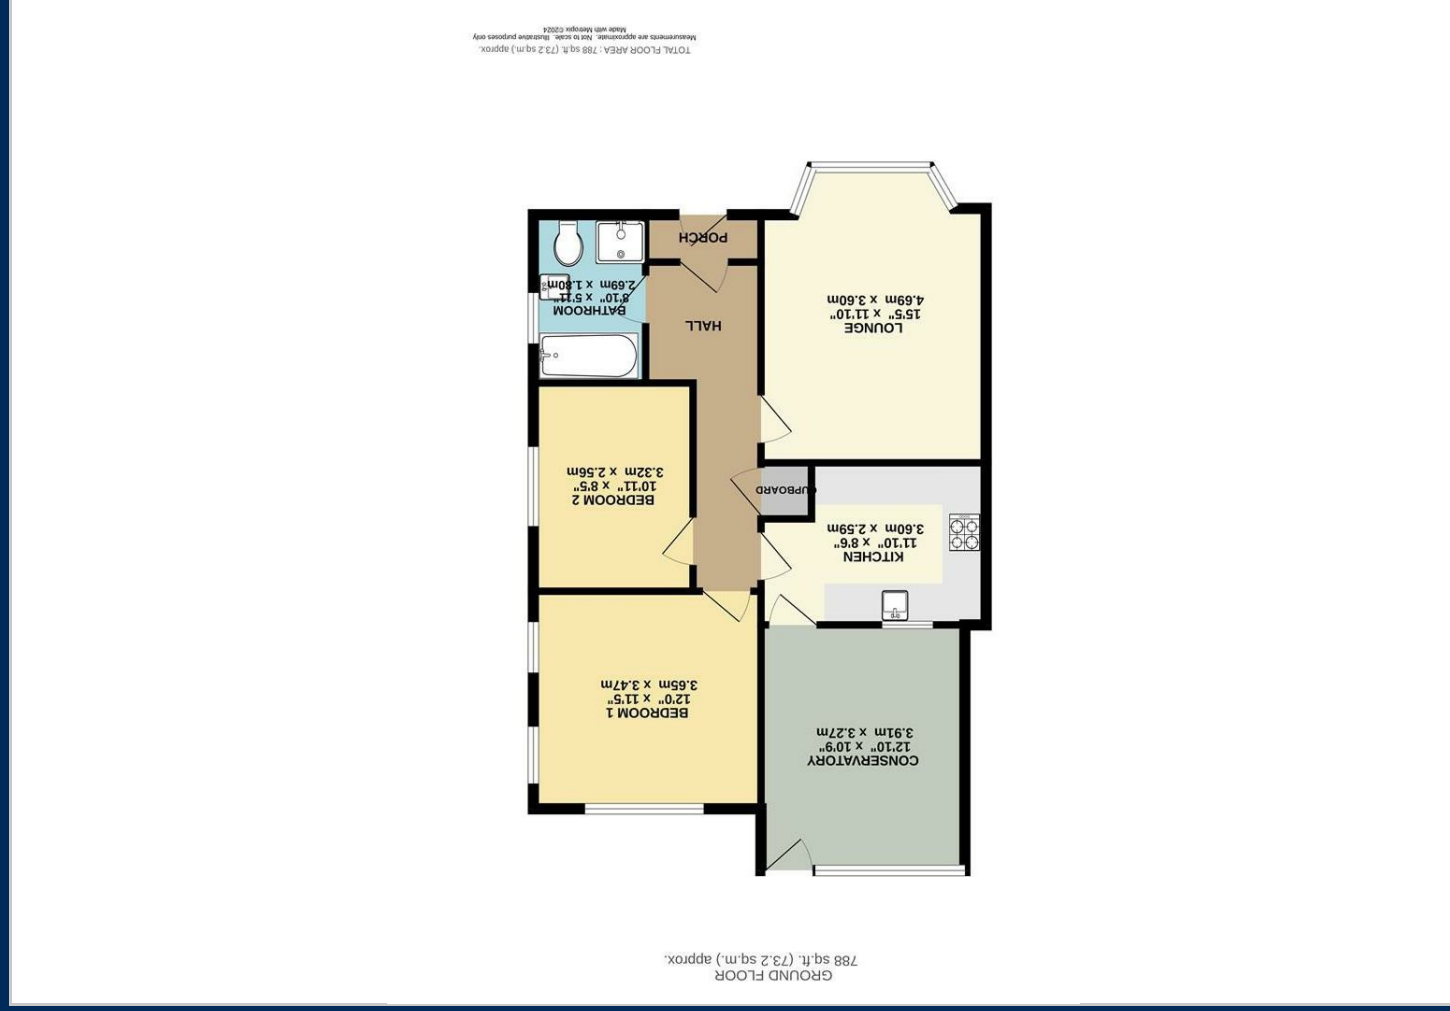 GROUND FLOOR
788 sq.ft. (73.2 sq.m.) approx.
CONSERVATORY
12'10" x 10'9"
3.91m x 3.27m
BEDROOM 1
12'0" x 11'5"
3.65m x 3.47m
KITCHEN
11'10" x 8'6"
3.60m x 2.59m
BEDROOM 2
10'11" x 8'5"
3.32m x 2.56m
CUPBOARD
LOUNGE
15'5" x 11'10"
4.69m x 3.60m
HALL
BATHROOM
8'10" x 5'11"
2.69m x 1.80m
PORCH
TOTAL FLOOR AREA : 788 sq.ft. (73.2 sq.m.) approx.
Measurements are approximate. Not to scale. Illustrative purposes only
Made with Metropix ©2024